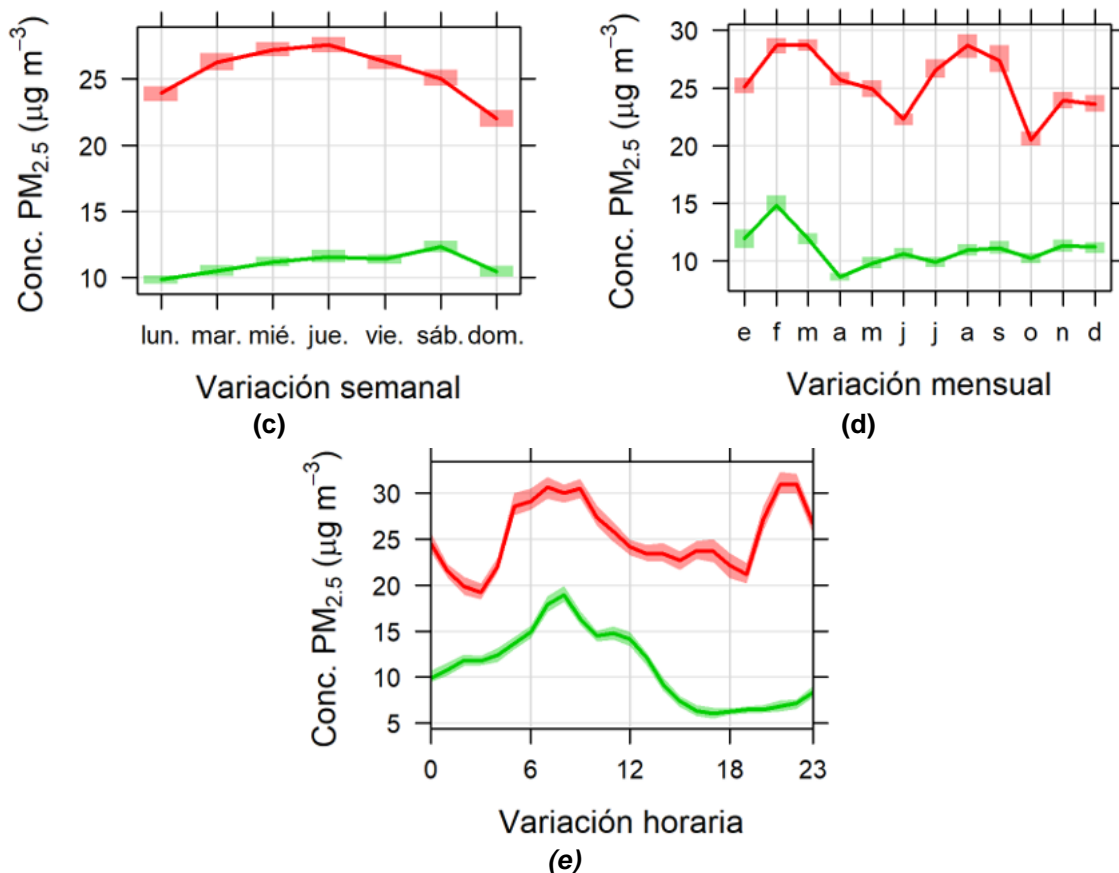 Conc. PM2.5 (µg m−3)
25
20
15
10
lun. mar. mié. jue. vie. sáb. dom.
Variación semanal
(c)
Conc. PM2.5 (µg m−3)
30
25
20
15
10
e f m a m j j a s o n d
Variación mensual
(d)
Conc. PM2.5 (µg m−3)
30
25
20
15
10
5
0 6 12 18 23
Variación horaria
(e)